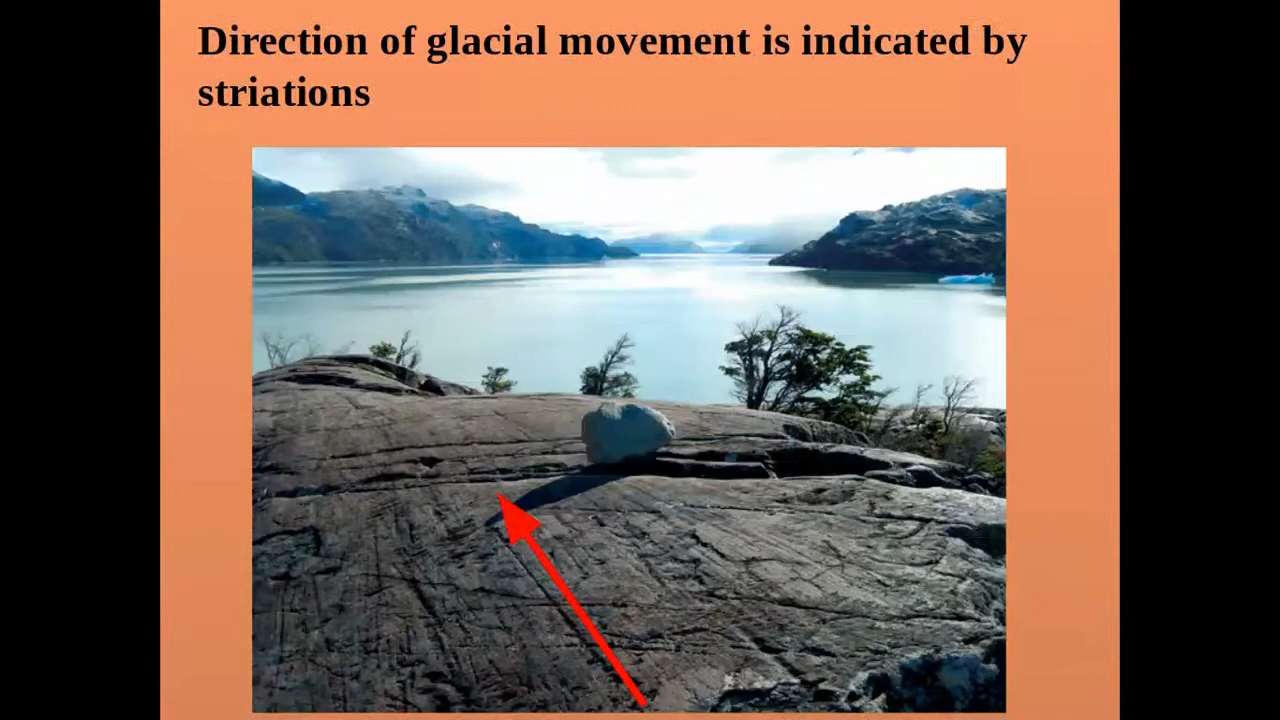 Direction of glacial movement is indicated by
striations